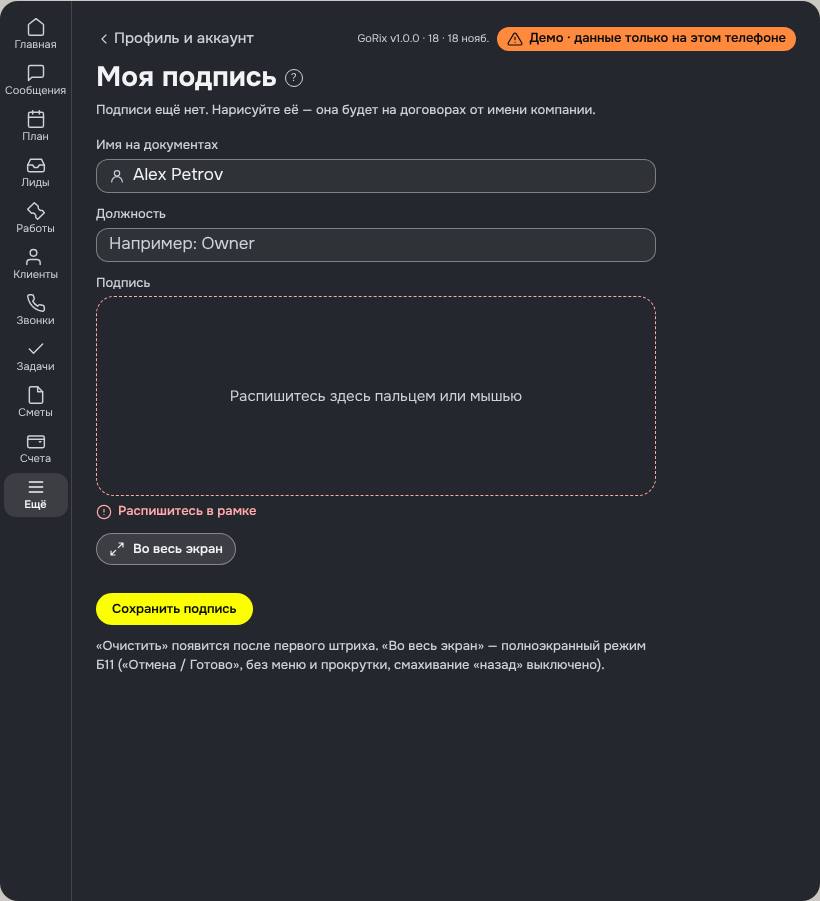 Главная
Сообщения
План
Лиды
Работы
Клиенты
Звонки
Задачи
Сметы
Счета
Ещё
Профиль и аккаунт
GoRix v1.0.0 · 18 · 18 нояб.
Демо · данные только на этом телефоне
Моя подпись ?
Подписи ещё нет. Нарисуйте её — она будет на договорах от имени компании.
Имя на документах
Alex Petrov
Должность
Например: Owner
Подпись
Распишитесь здесь пальцем или мышью
Распишитесь в рамке
Во весь экран
Сохранить подпись
«Очистить» появится после первого штриха. «Во весь экран» — полноэкранный режим
Б11 («Отмена / Готово», без меню и прокрутки, смахивание «назад» выключено).